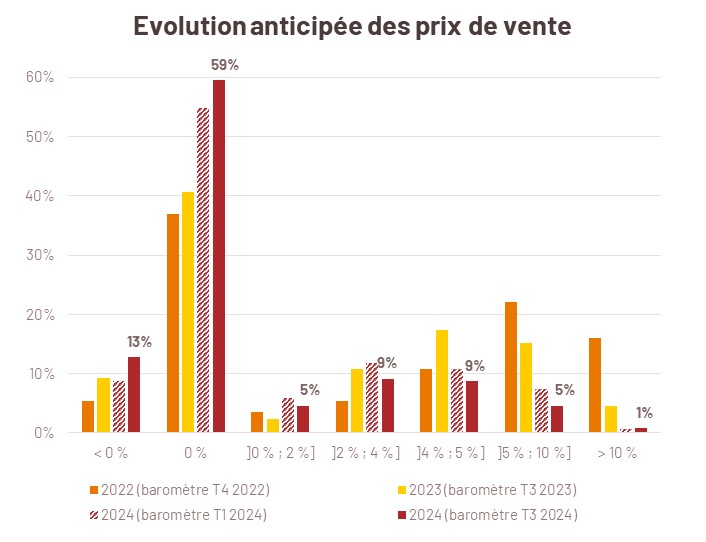 Evolution anticipée des prix de vente
60%
50%
40%
30%
20%
10%
0%
13%
59%
5%
9%
9%
5%
1%
< 0 %
0 %
]0 % ; 2 %]
]2 % ; 4 %]
]4 % ; 5 %]
]5 % ; 10 %]
> 10 %
2022 (baromètre T4 2022)
2023 (baromètre T3 2023)
2024 (baromètre T1 2024)
2024 (baromètre T3 2024)